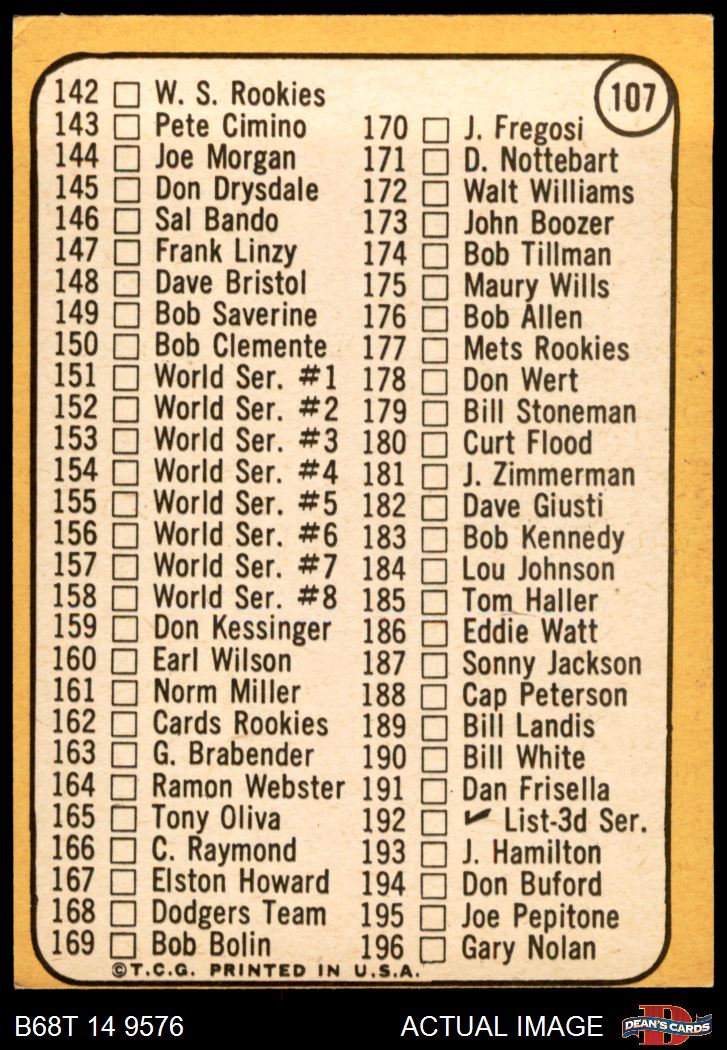 107
142 W. S. Rookies
143 Pete Cimino
144 Joe Morgan
145 Don Drysdale
146 Sal Bando
147 Frank Linzy
148 Dave Bristol
149 Bob Saverine
150 Bob Clemente
151 World Ser. #1
152 World Ser. #2
153 World Ser. #3
154 World Ser. #4
155 World Ser. #5
156 World Ser. #6
157 World Ser. #7
158 World Ser. #8
159 Don Kessinger
160 Earl Wilson
161 Norm Miller
162 Cards Rookies
163 G. Brabender
164 Ramon Webster
165 Tony Oliva
166 C. Raymond
167 Elston Howard
168 Dodgers Team
169 Bob Bolin
170 J. Fregosi
171 D. Nottebart
172 Walt Williams
173 John Boozer
174 Bob Tillman
175 Maury Wills
176 Bob Allen
177 Mets Rookies
178 Don Wert
179 Bill Stoneman
180 Curt Flood
181 J. Zimmerman
182 Dave Giusti
183 Bob Kennedy
184 Lou Johnson
185 Tom Haller
186 Eddie Watt
187 Sonny Jackson
188 Cap Peterson
189 Bill Landis
190 Bill White
191 Dan Frisella
192 ✓ List-3d Ser.
193 J. Hamilton
194 Don Buford
195 Joe Pepitone
196 Gary Nolan
©T.C.G. PRINTED IN U.S.A.
B68T 14 9576
ACTUAL IMAGE
D
DEAN'S CARDS